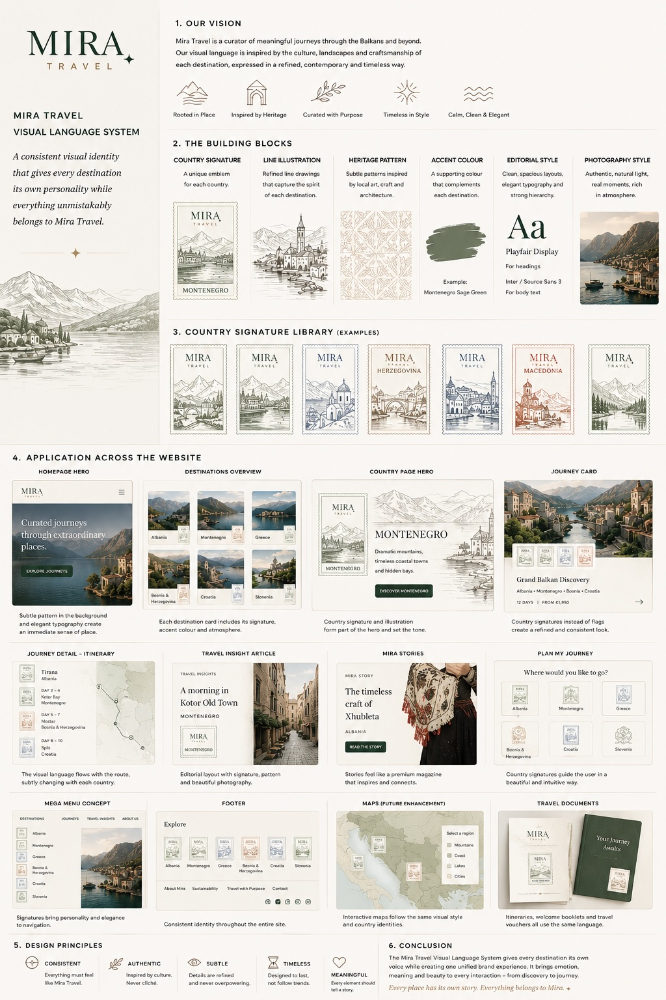 MIRA
TRAVEL
MIRA TRAVEL
VISUAL LANGUAGE SYSTEM
A consistent visual identity
that gives every destination
its own personality while
everything unmistakably
belongs to Mira Travel.
1. OUR VISION
Mira Travel is a curator of meaningful journeys through the Balkans and beyond.
Our visual language is inspired by the culture, landscapes and craftsmanship of
each destination, expressed in a refined, contemporary and timeless way.
Rooted in Place
Inspired by Heritage
Curated with Purpose
Timeless in Style
Calm, Clean & Elegant
2. THE BUILDING BLOCKS
COUNTRY SIGNATURE
A unique emblem
for each country.
MIRA
TRAVEL
MONTENEGRO
LINE ILLUSTRATION
Refined line drawings
that capture the spirit
of each destination.
HERITAGE PATTERN
Subtle patterns inspired
by local art, craft and
architecture.
ACCENT COLOUR
A supporting colour
that complements
each destination.
Example:
Montenegro Sage Green
EDITORIAL STYLE
Clean, spacious layouts,
elegant typography and
strong hierarchy.
Aa
Playfair Display
For headings
Inter / Source Sans 3
For body text
PHOTOGRAPHY STYLE
Authentic, natural light,
real moments, rich
in atmosphere.
3. COUNTRY SIGNATURE LIBRARY (EXAMPLES)
MIRA
TRAVEL
MIRA
TRAVEL
MIRA
TRAVEL
MIRA
TRAVEL
HERZEGOVINA
MIRA
TRAVEL
MIRA
TRAVEL
MACEDONIA
MIRA
TRAVEL
4. APPLICATION ACROSS THE WEBSITE
HOMEPAGE HERO
MIRA
TRAVEL
Curated journeys
through extraordinary
places.
EXPLORE JOURNEYS
Subtle pattern in the background
and elegant typography create
an immediate sense of place.
DESTINATIONS OVERVIEW
Albania
Montenegro
Greece
Bosnia &
Herzegovina
Croatia
Slonenia
Each destination card includes its signature,
accent colour and atmosphere.
COUNTRY PAGE HERO
MIRA
TRAVEL
MONTENEGRO
MONTENEGRO
Dramatic mountains,
timeless coastal towns
and hidden bays.
DISCOVER MONTENEGRO
Country signature and illustration
form part of the hero and set the tone.
JOURNEY CARD
Grand Balkan Discovery
Albania • Montenegro • Bosnia • Croatia
12 DAYS | FROM €1,950
Country signatures instead of flags
create a refined and consistent look.
JOURNEY DETAIL – ITINERARY
Tirana
Albania
DAY 2 – 4
Kotor Bay
Montenegro
DAY 5 – 7
Mostar
Bosnia & Herzegovina
DAY 8 – 10
Split
Croatia
The visual language flows with the route,
subtly changing with each country.
TRAVEL INSIGHT ARTICLE
TRAVEL INSIGHTS
A morning in
Kotor Old Town
MONTENEGRO
MIRA
TRAVEL
MONTENEGRO
Editorial layout with signature, pattern
and beautiful photography.
MIRA STORIES
MIRA STORY
The timeless
craft of
Xhubleta
ALBANIA
READ THE STORY
Stories feel like a premium magazine
that inspires and connects.
PLAN MY JOURNEY
Where would you like to go?
Albania
Montenegro
Greece
Bosnia &
Herzegovina
Croatia
Slovenia
Country signatures guide the user in a
beautiful and intuitive way.
MEGA MENU CONCEPT
DESTINATIONS
JOURNEYS
TRAVEL INSIGHTS
ABOUT US
Albania
Montenegro
Greece
Bosnia &
Herzegovina
Croatia
Slovenia
Signatures bring personality and elegance
to navigation.
FOOTER
Explore
Albania
Montenegro
Greece
Bosnia &
Herzegovina
Croatia
Slorenia
About Mira
Sustainability
Travel with Purpose
Contact
Consistent identity throughout the entire site.
MAPS (FUTURE ENHANCEMENT)
Select a region
Mountains
Coast
Lakes
Cities
Interactive maps follow the same visual style
and country identities.
TRAVEL DOCUMENTS
MIRA
TRAVEL
Your Journey
Awaits
Itineraries, welcome booklets and travel
vouchers all use the same language.
5. DESIGN PRINCIPLES
CONSISTENT
Everything must feel
like Mira Travel.
AUTHENTIC
Inspired by culture.
Never cliché.
SUBTLE
Details are refined
and never overpowering.
TIMELESS
Designed to last,
not follow trends.
MEANINGFUL
Every element should
tell a story.
6. CONCLUSION
The Mira Travel Visual Language System gives every destination its own
voice while creating one unified brand experience. It brings emotion,
meaning and beauty to every interaction – from discovery to journey.
Every place has its own story. Everything belongs to Mira.